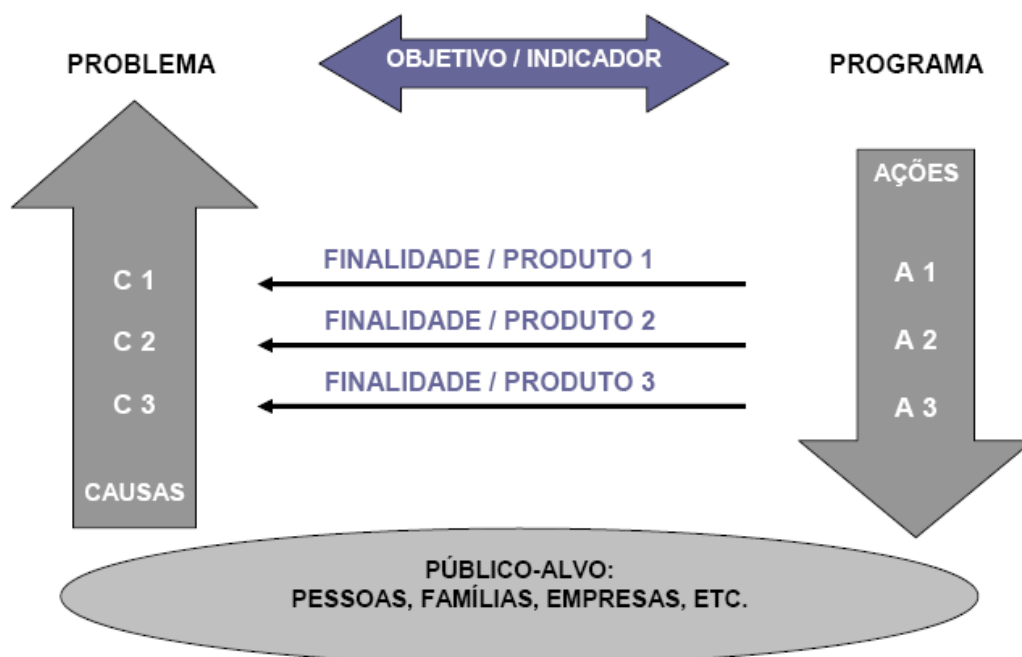 PROBLEMA
OBJETIVO / INDICADOR
PROGRAMA
AÇÕES
C 1
FINALIDADE / PRODUTO 1
A 1
C 2
FINALIDADE / PRODUTO 2
A 2
C 3
FINALIDADE / PRODUTO 3
A 3
CAUSAS
PÚBLICO-ALVO:
PESSOAS, FAMÍLIAS, EMPRESAS, ETC.